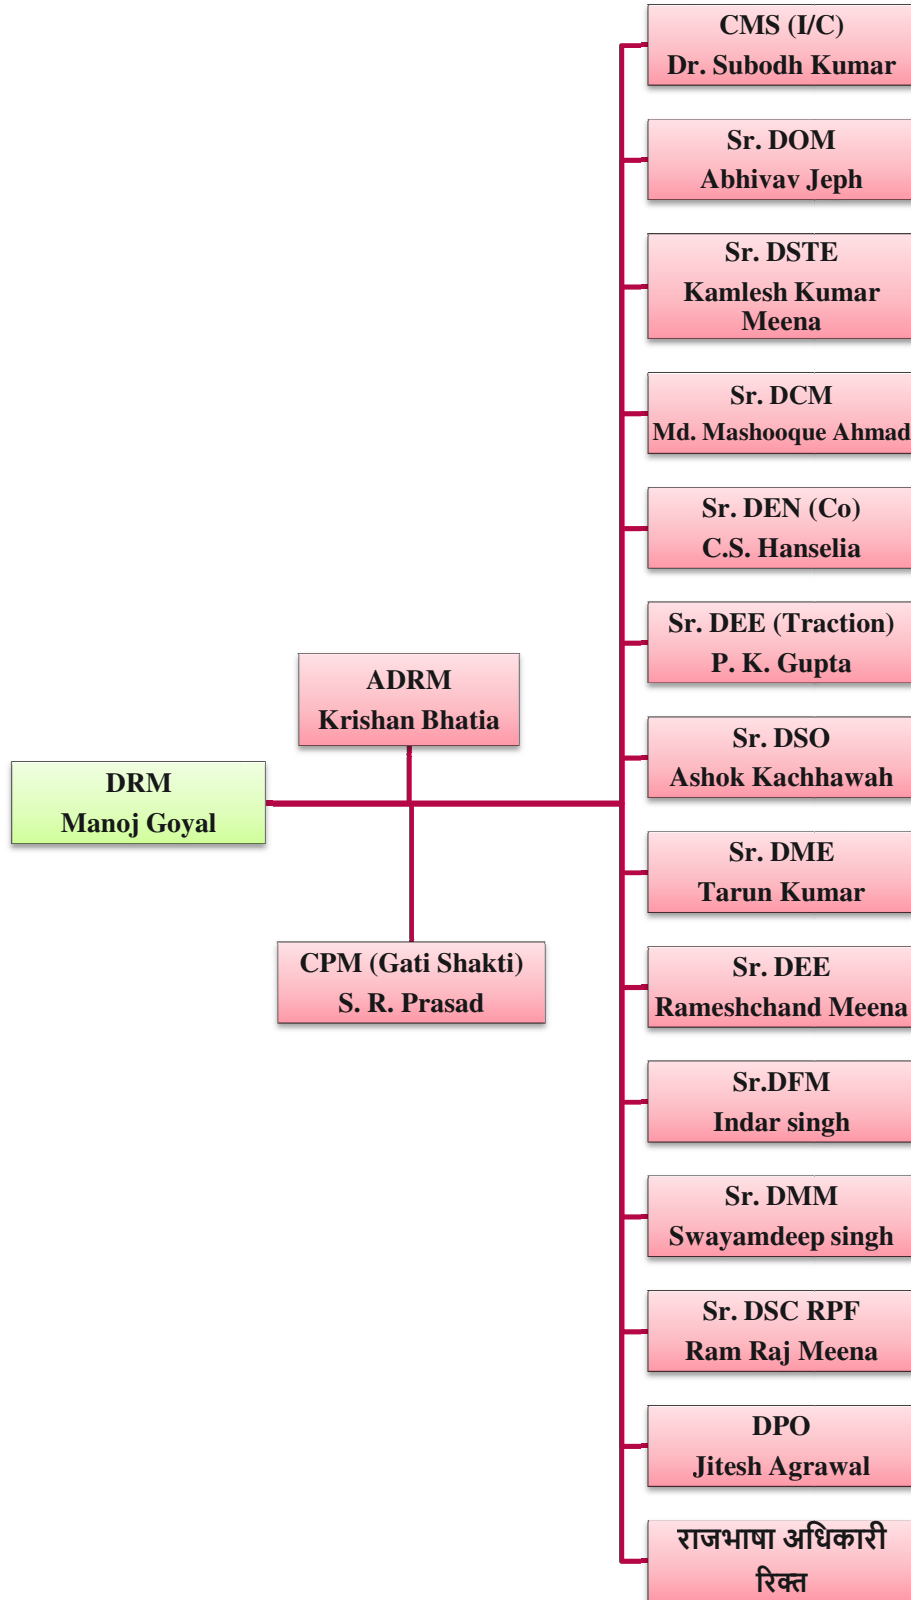 DRM
Manoj Goyal
ADRM
Krishan Bhatia
CPM (Gati Shakti)
S. R. Prasad
CMS (I/C)
Dr. Subodh Kumar
Sr. DOM
Abhivav Jeph
Sr. DSTE
Kamlesh Kumar
Meena
Sr. DCM
Md. Mashooque Ahmad
Sr. DEN (Co)
C.S. Hanselia
Sr. DEE (Traction)
P. K. Gupta
Sr. DSO
Ashok Kachhawah
Sr. DME
Tarun Kumar
Sr. DEE
Rameshchand Meena
Sr.DFM
Indar singh
Sr. DMM
Swayamdeep singh
Sr. DSC RPF
Ram Raj Meena
DPO
Jitesh Agrawal
राजभाषा अधिकारी
रिक्त